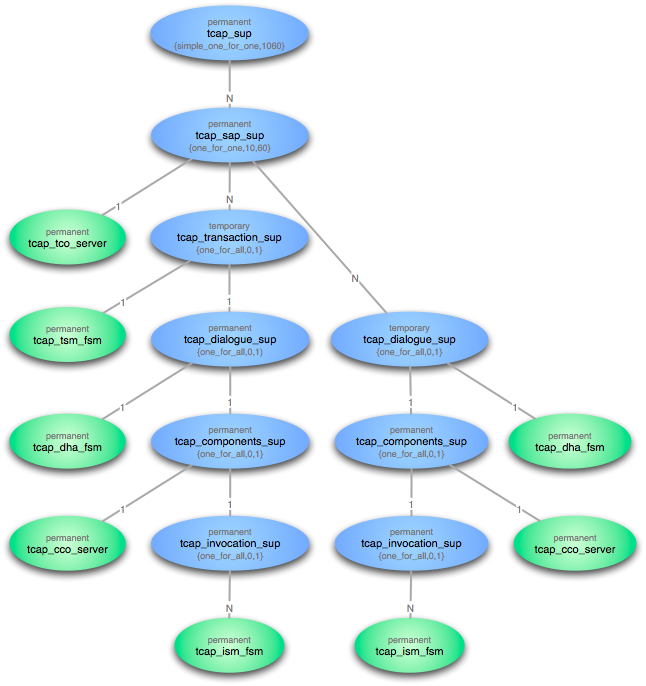 permanent
tcap_sup
{simple_one_for_one,1060}
N
permanent
tcap_sap_sup
{one_for_one,10,60}
1
N
N
permanent
tcap_tco_server
temporary
tcap_transaction_sup
{one_for_all,0,1}
1
1
permanent
tcap_tsm_fsm
permanent
tcap_dialogue_sup
{one_for_all,0,1}
temporary
tcap_dialogue_sup
{one_for_all,0,1}
1
1
1
1
permanent
tcap_dha_fsm
permanent
tcap_components_sup
{one_for_all,0,1}
permanent
tcap_components_sup
{one_for_all,0,1}
permanent
tcap_dha_fsm
1
1
1
1
permanent
tcap_cco_server
permanent
tcap_invocation_sup
{one_for_all,0,1}
permanent
tcap_invocation_sup
{one_for_all,0,1}
permanent
tcap_cco_server
N
N
permanent
tcap_ism_fsm
permanent
tcap_ism_fsm